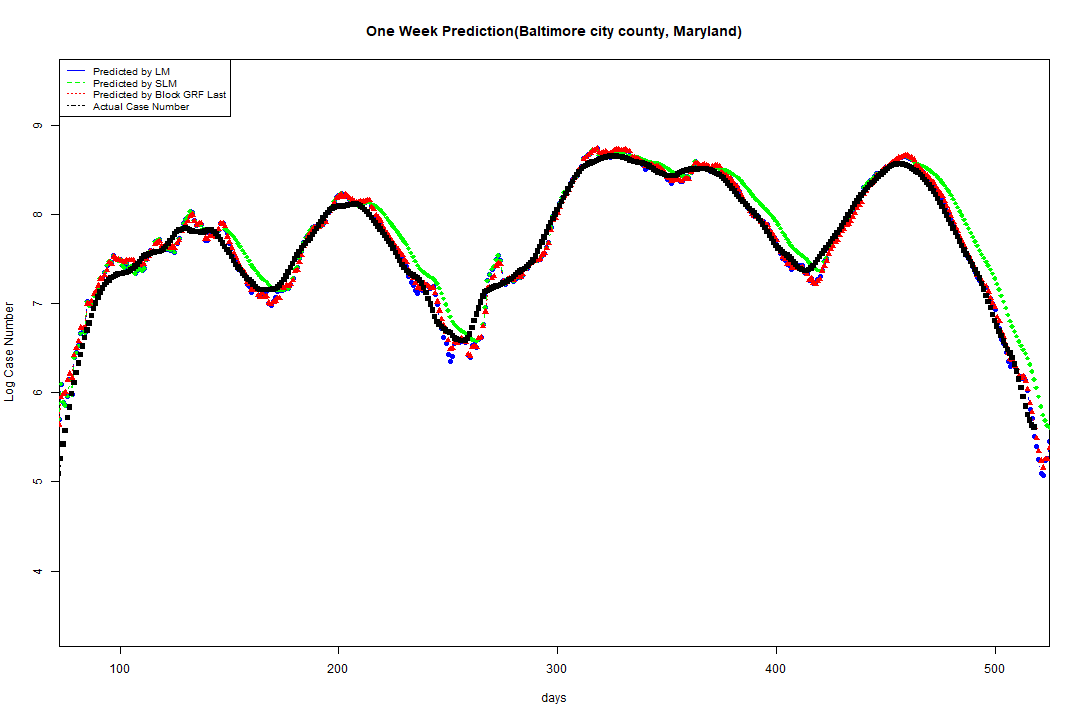 One Week Prediction(Baltimore city county, Maryland)
Predicted by LM
Predicted by SLM
Predicted by Block GRF Last
Actual Case Number
9
8
7
6
5
4
Log Case Number
100 200 300 400 500
days